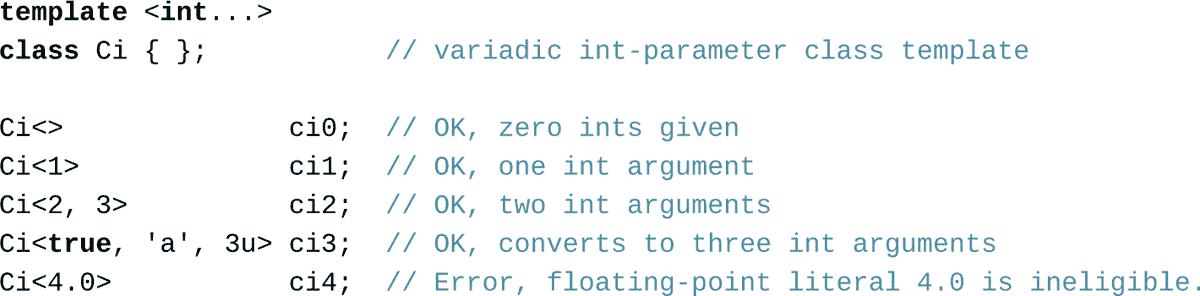 template <int...>
class Ci { };           // variadic int-parameter class template
Ci<>              ci0;  // OK, zero ints given
Ci<1>             ci1;  // OK, one int argument
Ci<2, 3>          ci2;  // OK, two int arguments
Ci<true, 'a', 3u> ci3;  // OK, converts to three int arguments
Ci<4.0>           ci4;  // Error, floating-point literal 4.0 is ineligible.